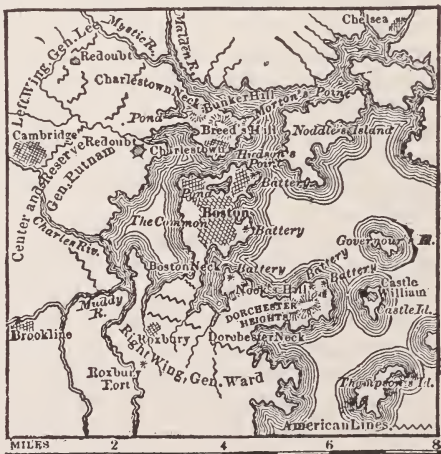 Chelsea
Mystic R.
Malden R.
Left Wing, Gen. Lee
Redoubt
Charlestown Neck
Bunker Hill
Morton's Point
Pond
Breed's Hill
Noddle's Island
Cambridge
Redoubt
Charlestown
Hudson's
Point
Center and Reserve
Gen. Putnam
Pond
Battery
The Common
Boston
Battery
Governour's
Charles Riv.
Boston Neck
Battery
Battery
Battery
Nook's Hill
Castle
William
Castle Id.
DORCHESTER
HEIGHTS
Muddy
R.
Brookline
Roxbury
Dorchester Neck
Right Wing, Gen. Ward
Roxbury
Fort
Thompson's Id.
American Lines
MILES 2 4 6 8